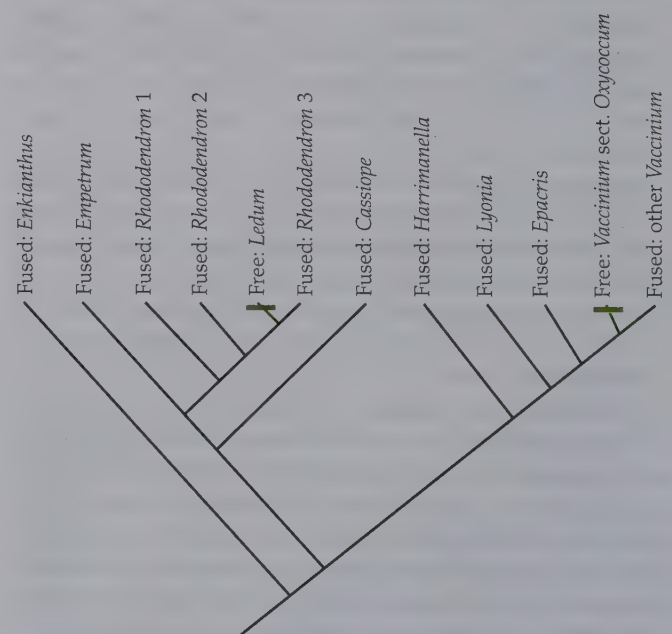 Fused: Enkianthus
Fused: Empetrum
Fused: Rhododendron 1
Fused: Rhododendron 2
Free: Ledum
Fused: Rhododendron 3
Fused: Cassiope
Fused: Harrimanella
Fused: Lyonia
Fused: Epacris
Free: Vaccinium sect. Oxycoccum
Fused: other Vaccinium